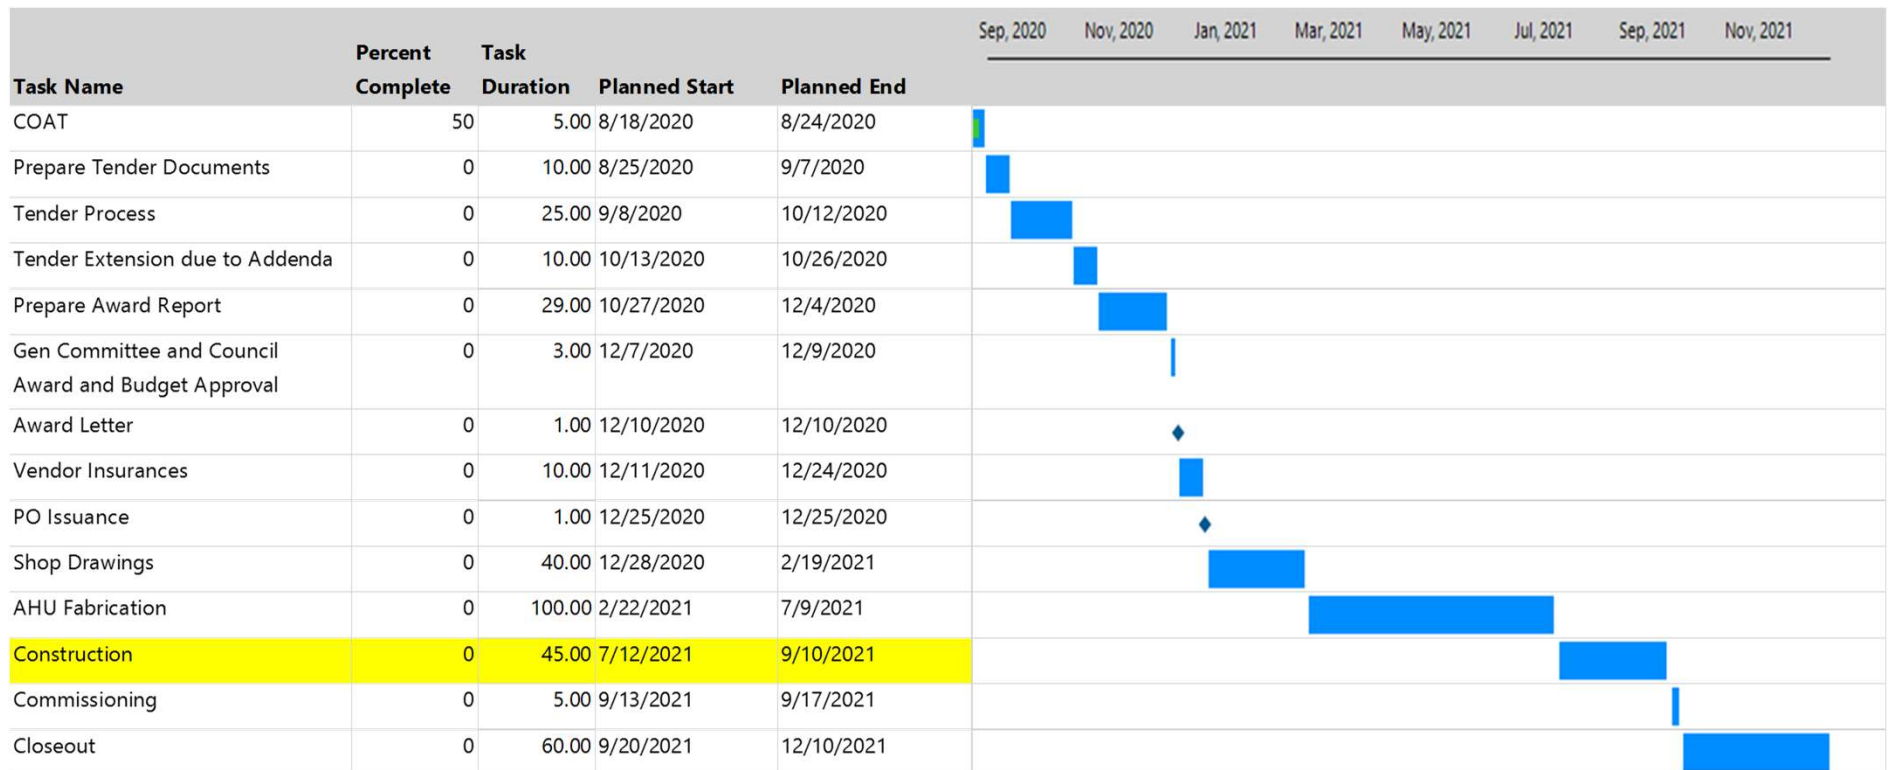 Sep, 2020 Nov, 2020 Jan, 2021 Mar, 2021 May, 2021 Jul, 2021 Sep, 2021 Nov, 2021
Percent Task
Task Name Complete Duration Planned Start Planned End
COAT 50 5.00 8/18/2020 8/24/2020
Prepare Tender Documents 0 10.00 8/25/2020 9/7/2020
Tender Process 0 25.00 9/8/2020 10/12/2020
Tender Extension due to Addenda 0 10.00 10/13/2020 10/26/2020
Prepare Award Report 0 29.00 10/27/2020 12/4/2020
Gen Committee and Council 0 3.00 12/7/2020 12/9/2020
Award and Budget Approval
Award Letter 0 1.00 12/10/2020 12/10/2020
Vendor Insurances 0 10.00 12/11/2020 12/24/2020
PO Issuance 0 1.00 12/25/2020 12/25/2020
Shop Drawings 0 40.00 12/28/2020 2/19/2021
AHU Fabrication 0 100.00 2/22/2021 7/9/2021
Construction 0 45.00 7/12/2021 9/10/2021
Commissioning 0 5.00 9/13/2021 9/17/2021
Closeout 0 60.00 9/20/2021 12/10/2021